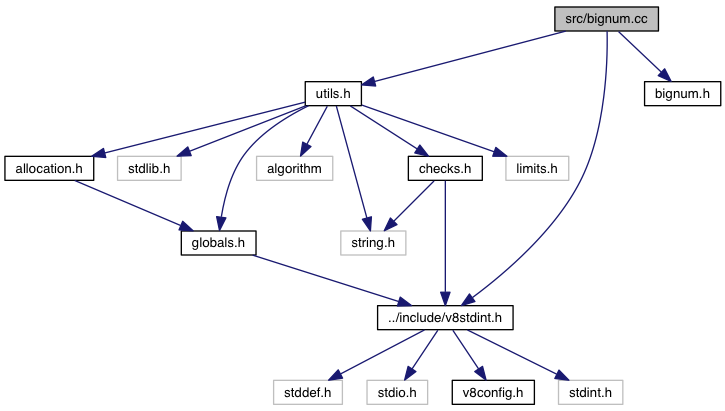 src/bignum.cc
utils.h
bignum.h
allocation.h
stdlib.h
algorithm
checks.h
limits.h
globals.h
string.h
../include/v8stdint.h
stddef.h
stdio.h
v8config.h
stdint.h